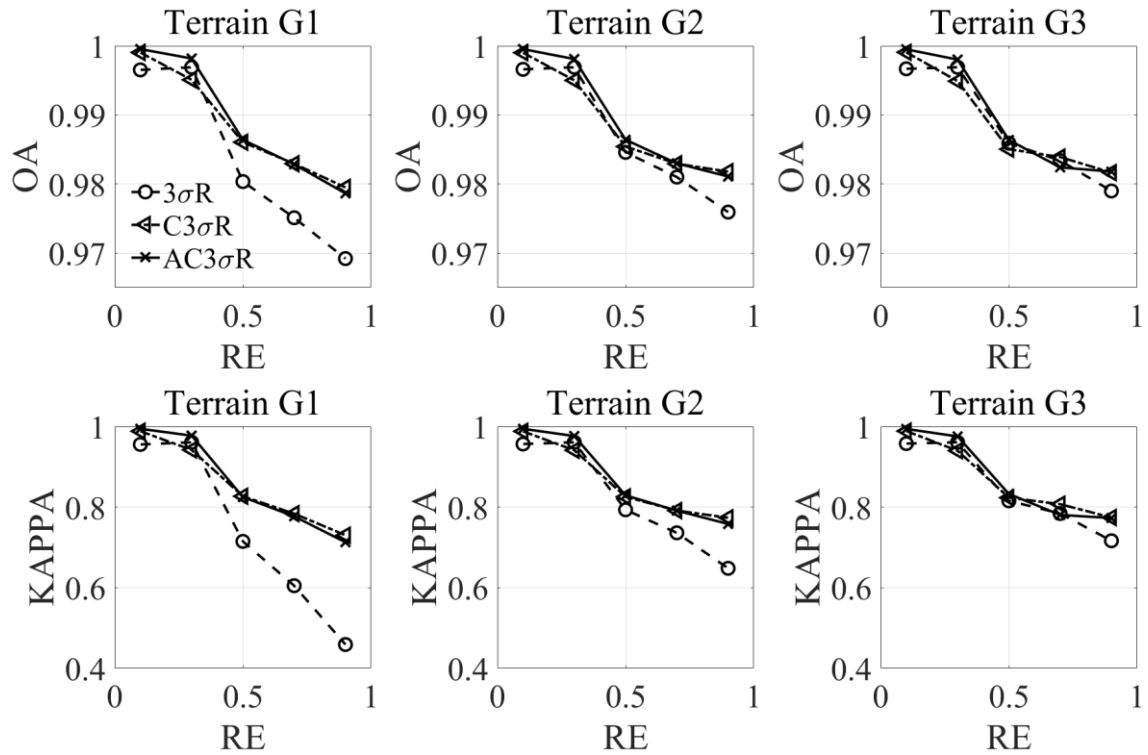 Terrain G1
1
0.99
0.98
0.97
OA
3σR
C3σR
AC3σR
0
0.5
1
RE
Terrain G2
1
0.99
0.98
0.97
OA
0
0.5
1
RE
Terrain G3
1
0.99
0.98
0.97
OA
0
0.5
1
RE
Terrain G1
1
0.8
0.6
0.4
KAPPA
0
0.5
1
RE
Terrain G2
1
0.8
0.6
0.4
KAPPA
0
0.5
1
RE
Terrain G3
1
0.8
0.6
0.4
KAPPA
0
0.5
1
RE